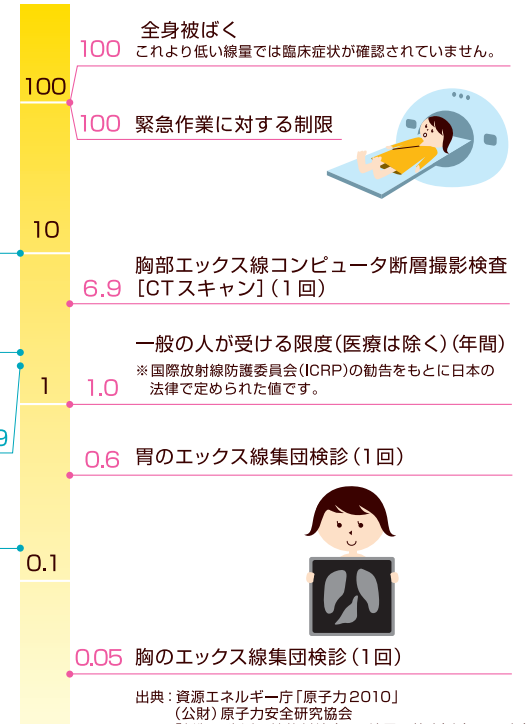 全身被ばく
100 これより低い線量では臨床症状が確認されていません。
100
100 緊急作業に対する制限
10
胸部エックス線コンピュータ断層撮影検査
6.9 [CTスキャン](1回)
一般の人が受ける限度(医療は除く)(年間)
※国際放射線防護委員会(ICRP)の勧告をもとに日本の
1 1.0 法律で定められた値です。
9
0.6 胃のエックス線集団検診(1回)
0.1
0.05 胸のエックス線集団検診(1回)
出典:資源エネルギー庁「原子力2010」
(公財)原子力安全研究協会